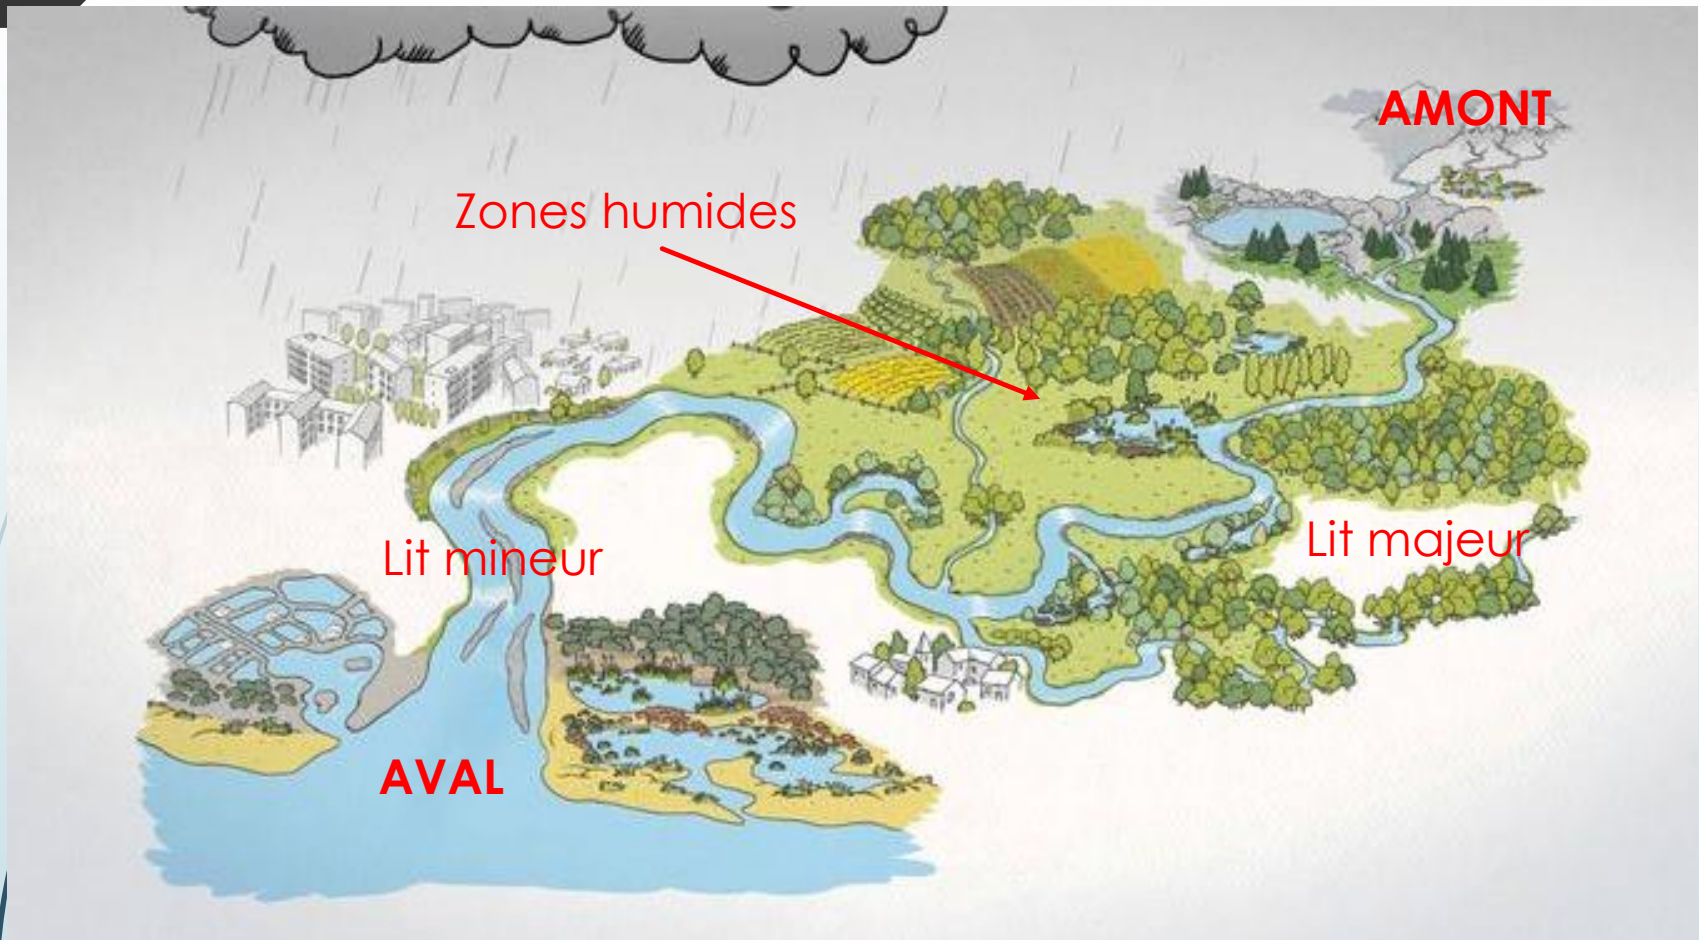 AMONT
Zones humides
Lit majeur
Lit mineur
AVAL